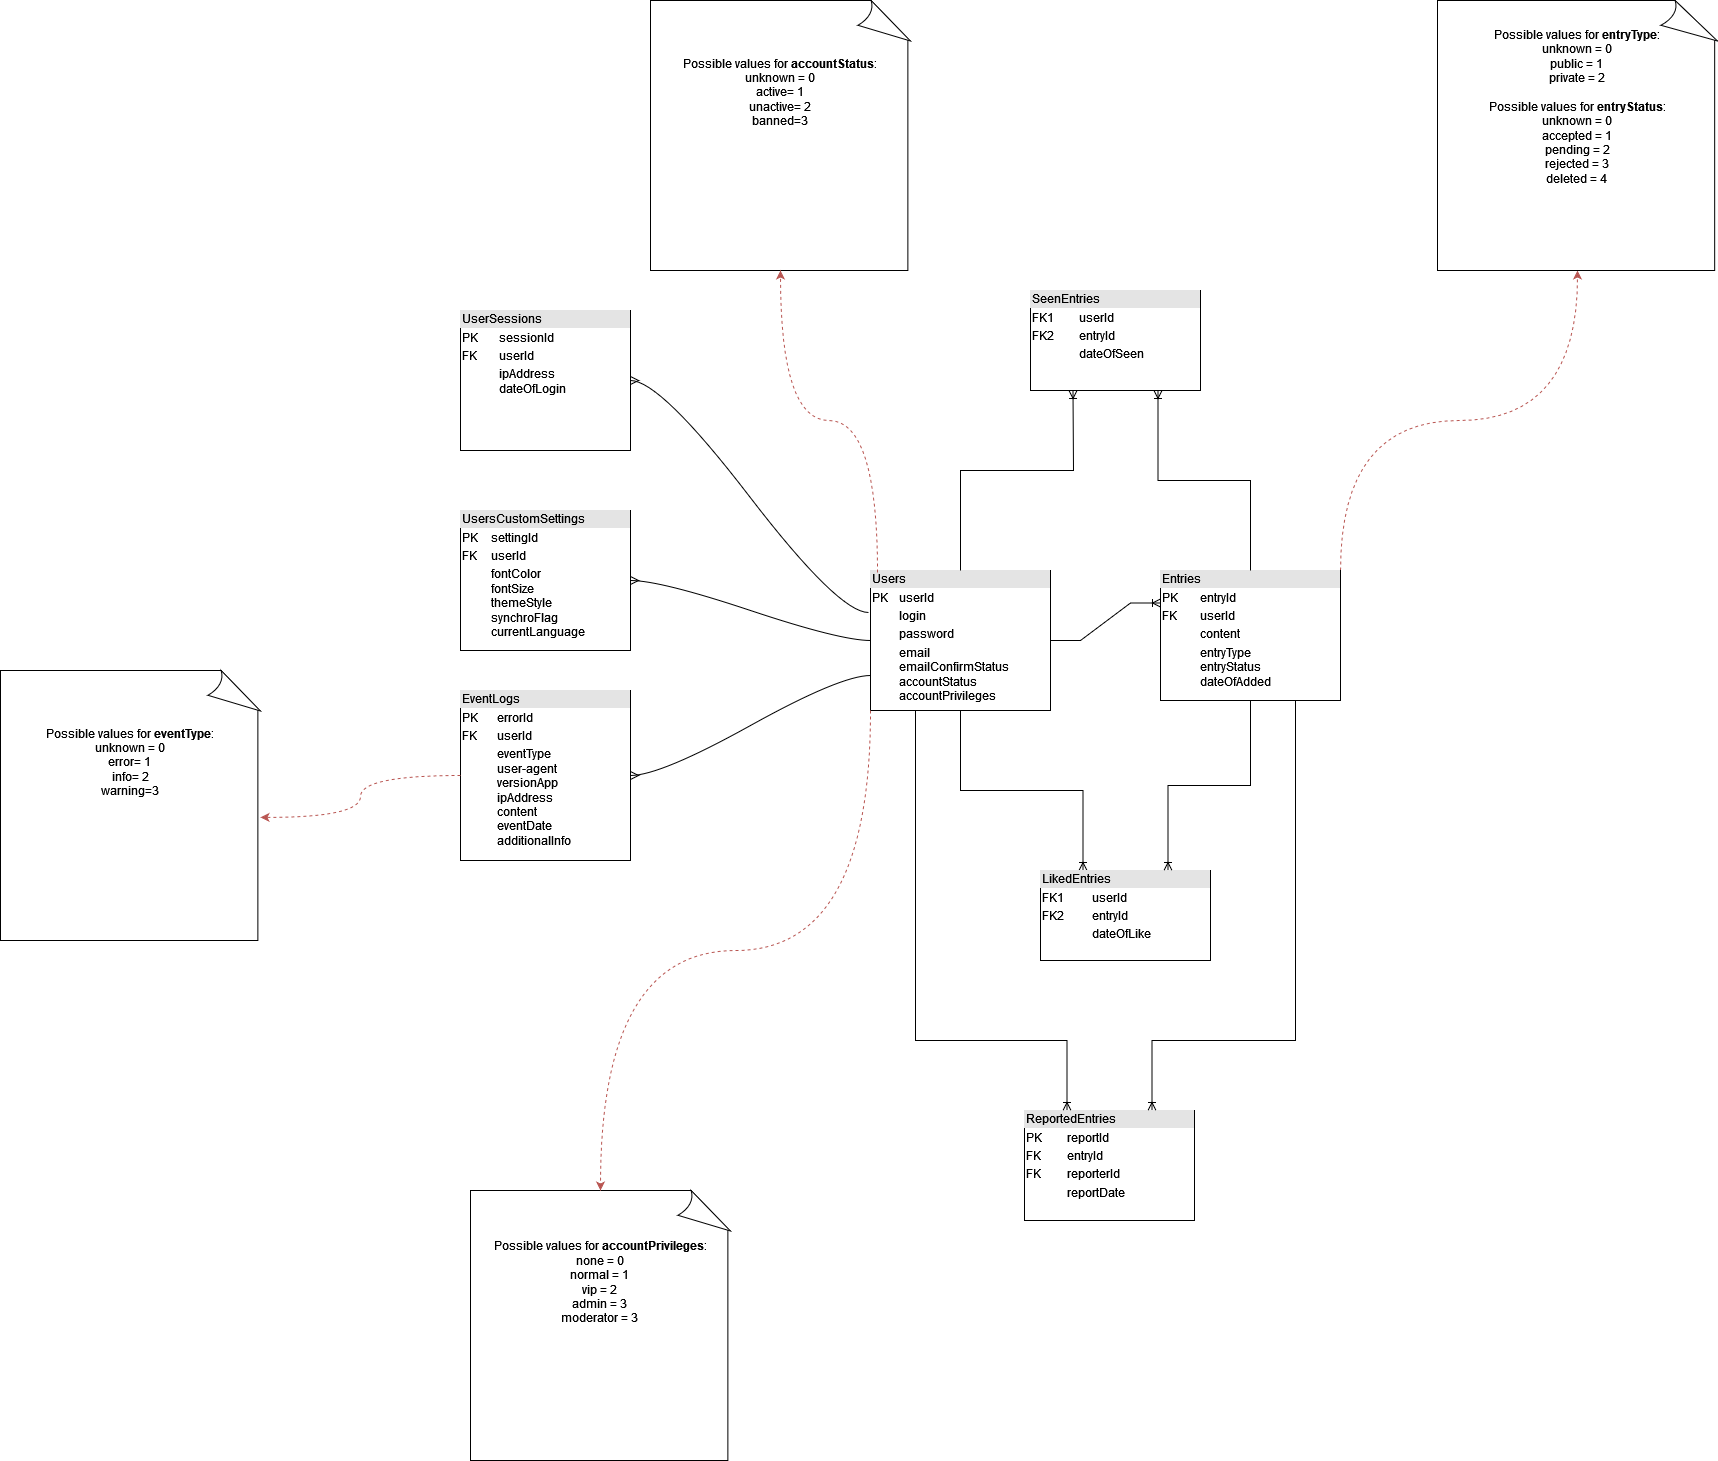 Possible values for accountStatus:
unknown = 0
active= 1
unactive= 2
banned=3
Possible values for entryType:
unknown = 0
public = 1
private = 2
Possible values for entryStatus:
unknown = 0
accepted = 1
pending = 2
rejected = 3
deleted = 4
UserSessions
PK sessionId
FK userId
ipAddress
dateOfLogin
SeenEntries
FK1 userId
FK2 entryId
dateOfSeen
UsersCustomSettings
PK settingId
FK userId
fontColor
fontSize
themeStyle
synchroFlag
currentLanguage
Users
PK userId
login
password
email
emailConfirmStatus
accountStatus
accountPrivileges
Entries
PK entryId
FK userId
content
entryType
entryStatus
dateOfAdded
EventLogs
PK errorId
FK userId
eventType
user-agent
versionApp
ipAddress
content
eventDate
additionalInfo
Possible values for eventType:
unknown = 0
error= 1
info= 2
warning=3
LikedEntries
FK1 userId
FK2 entryId
dateOfLike
ReportedEntries
PK reportId
FK entryId
FK reporterId
reportDate
Possible values for accountPrivileges:
none = 0
normal = 1
vip = 2
admin = 3
moderator = 3